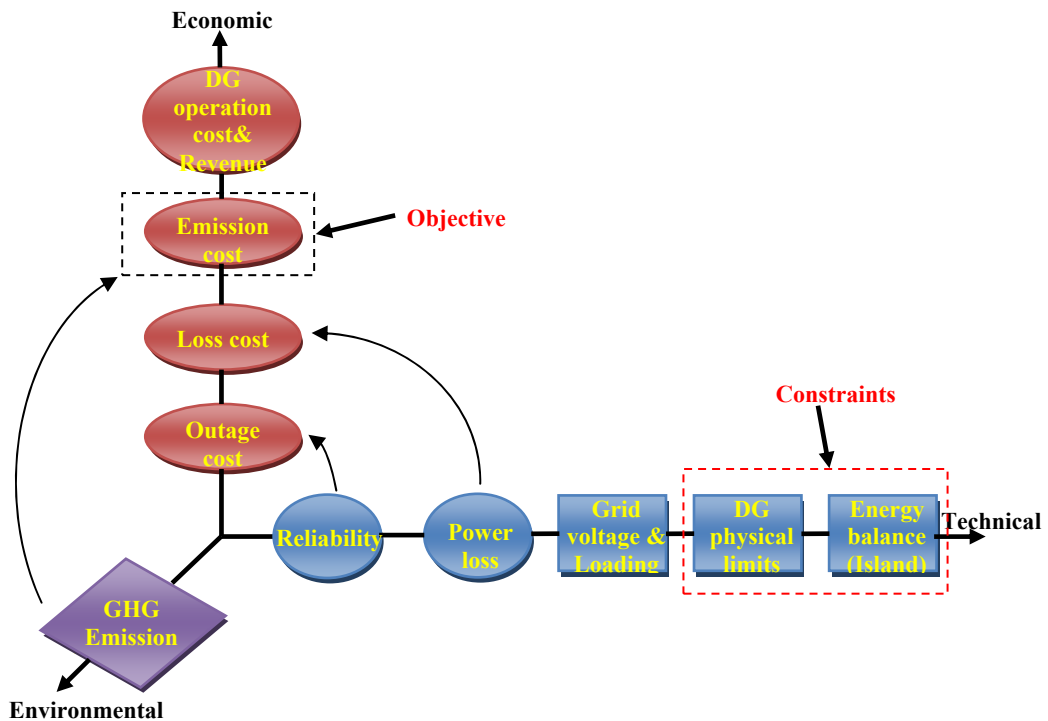 Economic
DG
operation
cost&
Revenue
Emission
cost
Objective
Loss cost
Constraints
Outage
cost
Reliability
Power
loss
Grid
voltage &
Loading
DG
physical
limits
Energy
balance
(Island)
Technical
GHG
Emission
Environmental